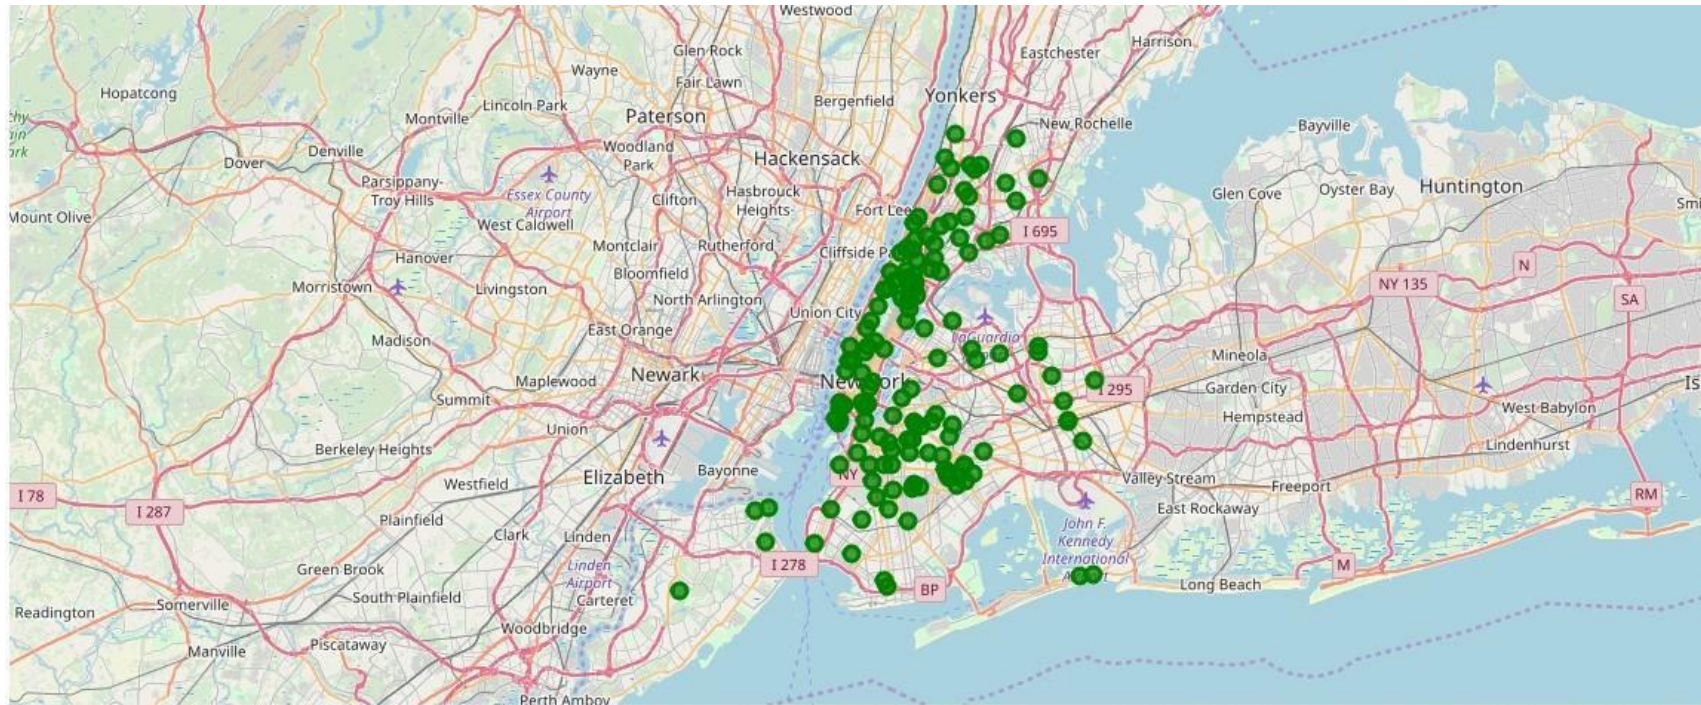 Westwood
Harrison
Glen Rock
Eastchester
Wayne
Fair Lawn
Hopatcong
Lincoln Park
Bergenfield
Yonkers
Montville
Paterson
New Rochelle
Bayville
Woodland
Park
Denville
Dover
Hackensack
Essex County
Airport
Parsippany-
Troy Hills
Clifton
Hasbrouck
Heights
Fort Lee
Glen Cove
Oyster Bay
Huntington
Mount Olive
West Caldwell
I 695
Montclair
Rutherford
Cliffside Pa
Hanover
Bloomfield
N
Morristown
Livingston
North Arlington
NY 135
SA
Union City
East Orange
LaGuardia
Madison
Mineola
Newark
New York
Maplewood
I 295
Garden City
Summit
West Babylon
Hempstead
Union
Lindenhurst
Berkeley Heights
Bayonne
Elizabeth
NY
Valley Stream
Freeport
Westfield
I 78
I 287
RM
East Rockaway
Plainfield
Clark
Linden
John F.
Kennedy
International
I 278
M
Green Brook
Linden
Airport
Long Beach
BP
Somerville
South Plainfield
Carteret
Readington
Woodbridge
Piscataway
Manville
Perth Amboy